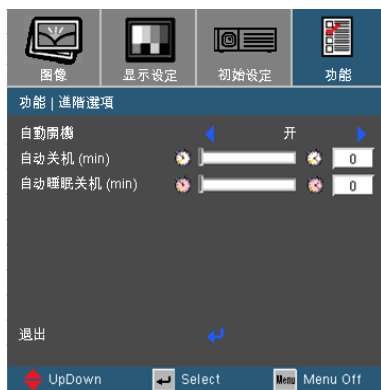 图像 显示设定 初始设定 功能
功能 | 進階選項
自動開機 开
自动关机 (min) 0
自动睡眠关机 (min) 0
退出
UpDown Select Menu Menu Off